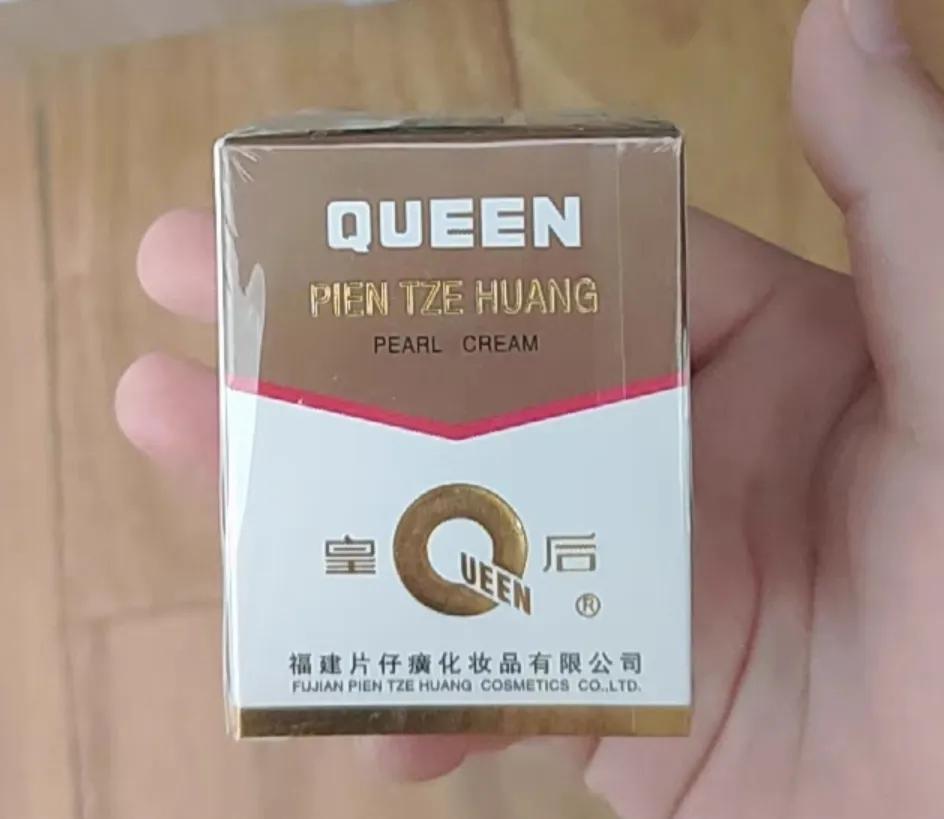 QUEEN
PIEN TZE HUANG
PEARL CREAM
皇 QUEEN 后
®
福建片仔癀化妆品有限公司
FUJIAN PIEN TZE HUANG COSMETICS CO.,LTD.